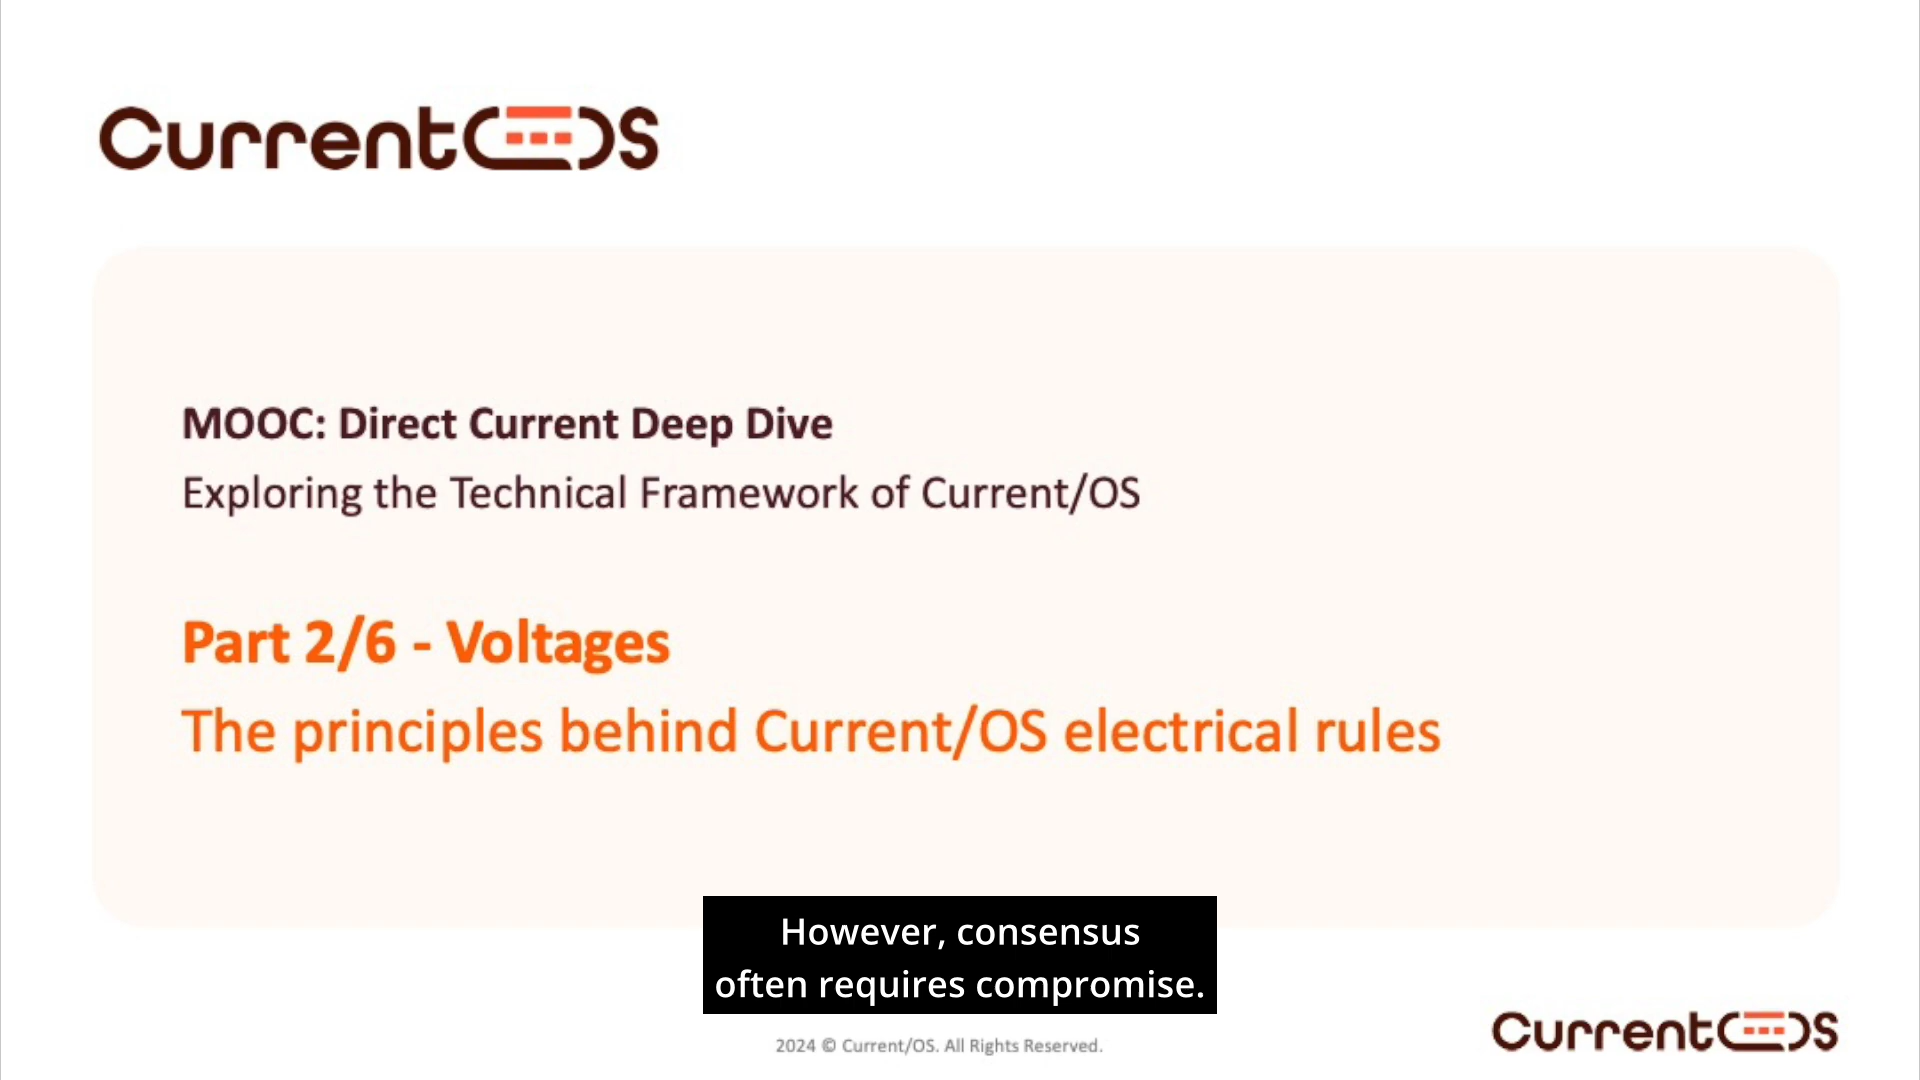 Current/OS
MOOC: Direct Current Deep Dive
Exploring the Technical Framework of Current/OS
Part 2/6 - Voltages
The principles behind Current/OS electrical rules
However, consensus
often requires compromise.
2024 © Current/OS. All Rights Reserved.
Current/OS